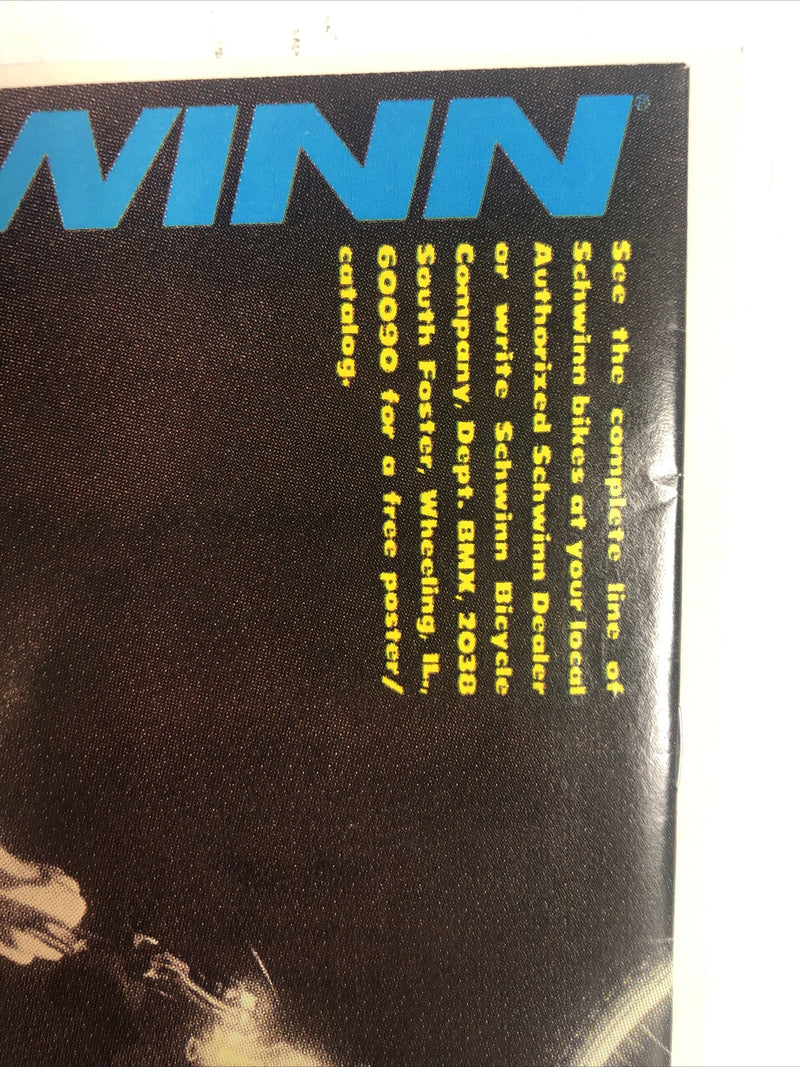 WINN®
See the complete line of
Schwinn bikes at your local
Authorized Schwinn Dealer
or write Schwinn Bicycle
Company, Dept. BMX, 2038
South Foster, Wheeling, IL.,
60090 for a free poster/
catalog.